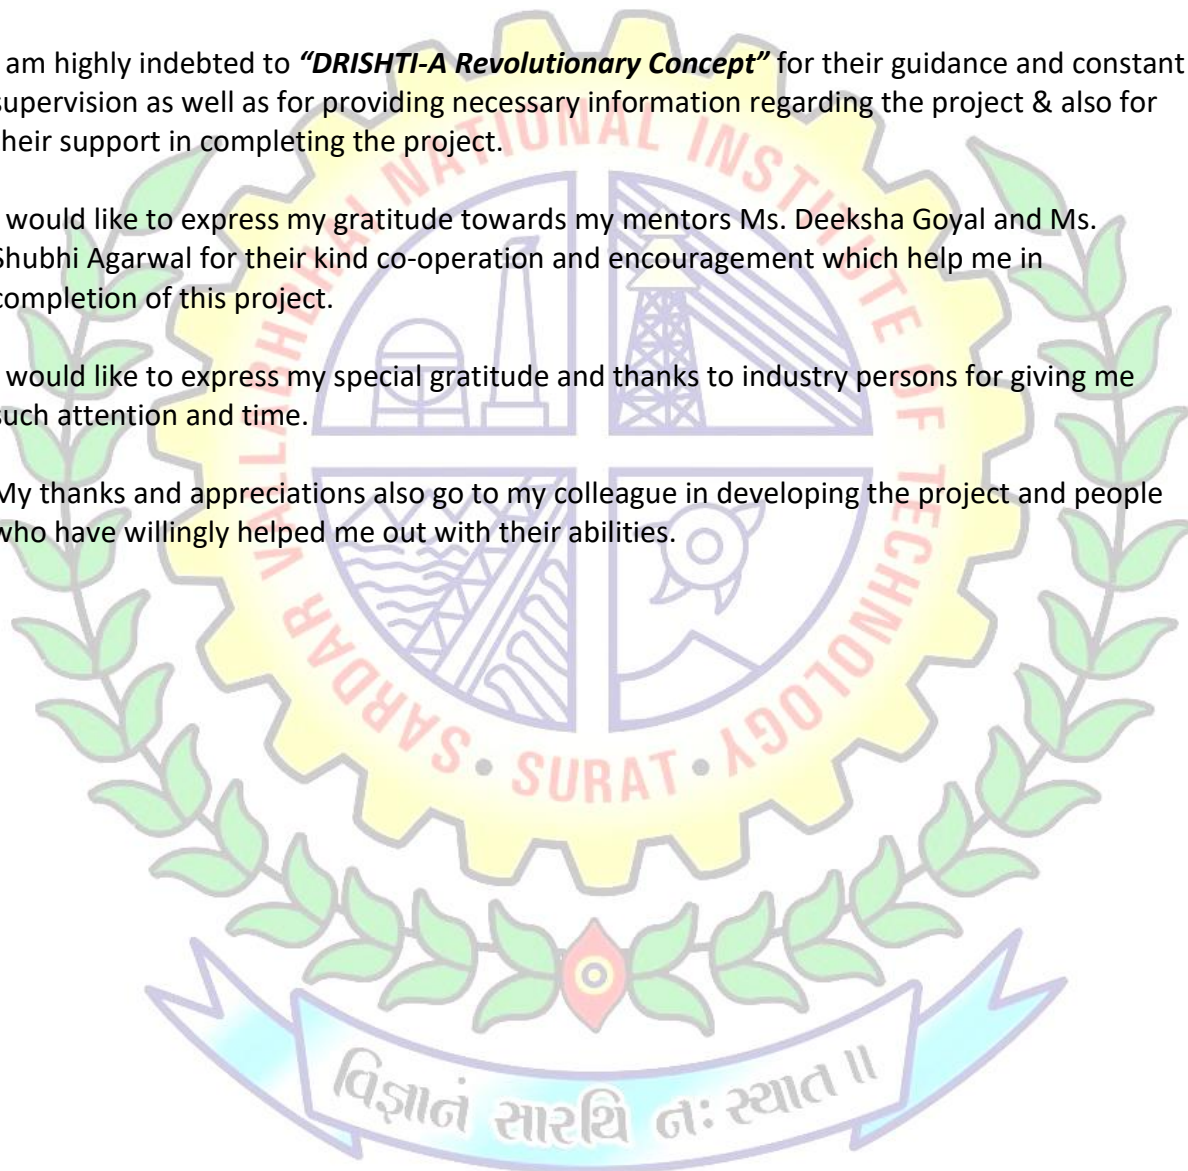 am highly indebted to “DRISHTI-A Revolutionary Concept” for their guidance and constant
supervision as well as for providing necessary information regarding the project & also for
heir support in completing the project.
would like to express my gratitude towards my mentors Ms. Deeksha Goyal and Ms.
Shubhi Agarwal for their kind co-operation and encouragement which help me in
completion of this project.
would like to express my special gratitude and thanks to industry persons for giving me
such attention and time.
My thanks and appreciations also go to my colleague in developing the project and people
who have willingly helped me out with their abilities.
SARDAR VALLABHBHAI NATIONAL INSTITUTE OF TECHNOLOGY
• SURAT •
વિજ્ઞાનં સારથિ નઃ સ્યાત ॥